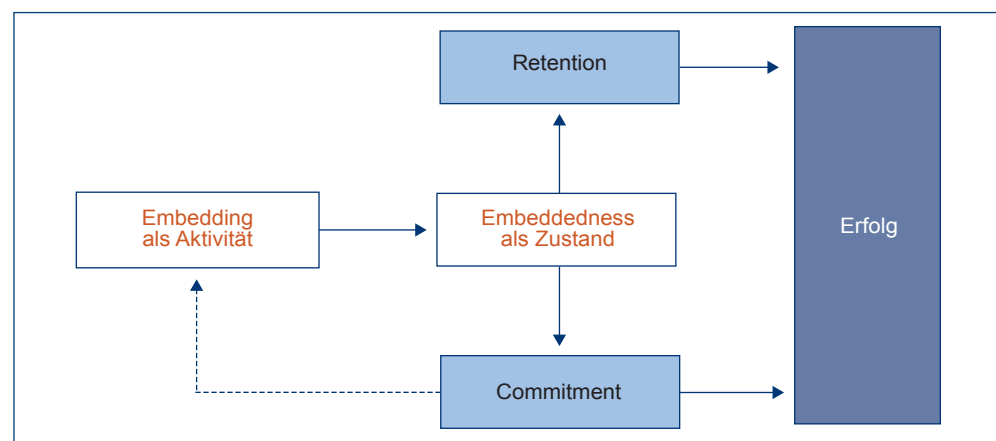 Retention
Embedding
als Aktivität
Embeddedness
als Zustand
Erfolg
Commitment